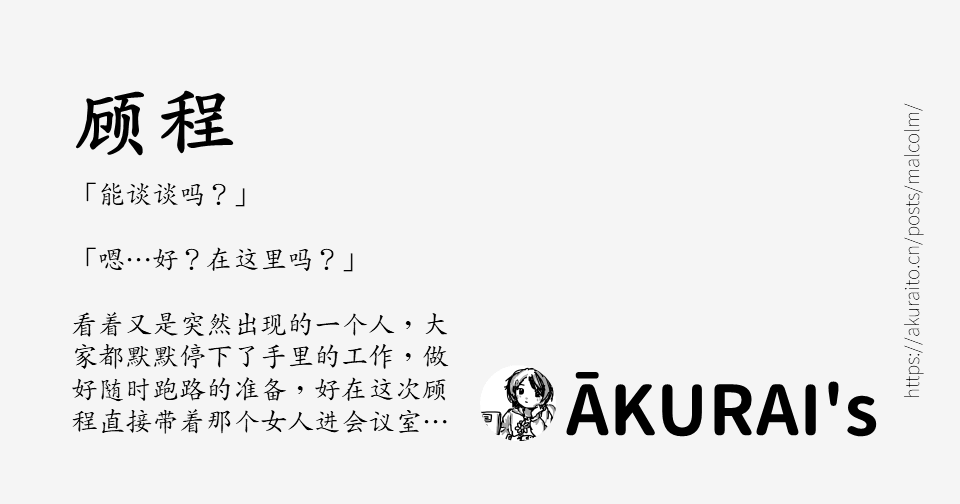 顾程
「能谈谈吗？」
「嗯…好？在这里吗？」
看着又是突然出现的一个人，大
家都默默停下了手里的工作，做
好随时跑路的准备，好在这次顾
程直接带着那个女人进会议室…
ĀKURAI's
https://akuraito.cn/posts/malcolm/